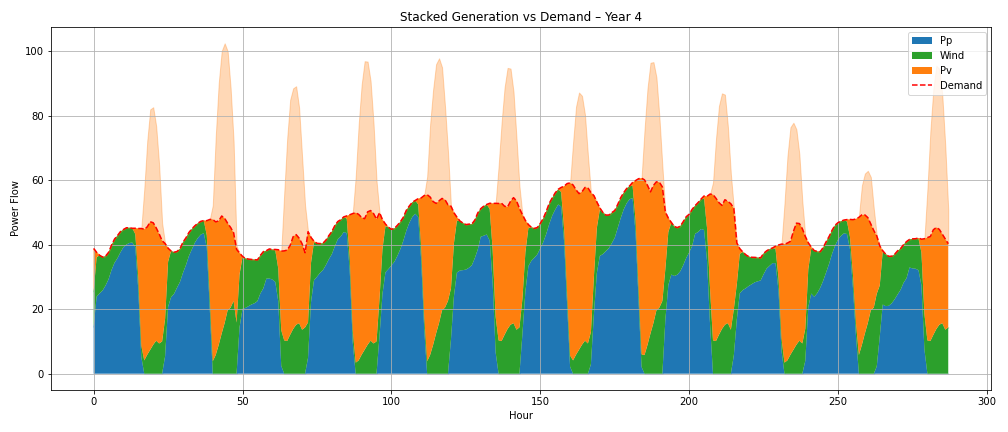 Stacked Generation vs Demand – Year 4
Pp
Wind
Pv
Demand
Power Flow
100
80
60
40
20
0
0 50 100 150 200 250 300
Hour